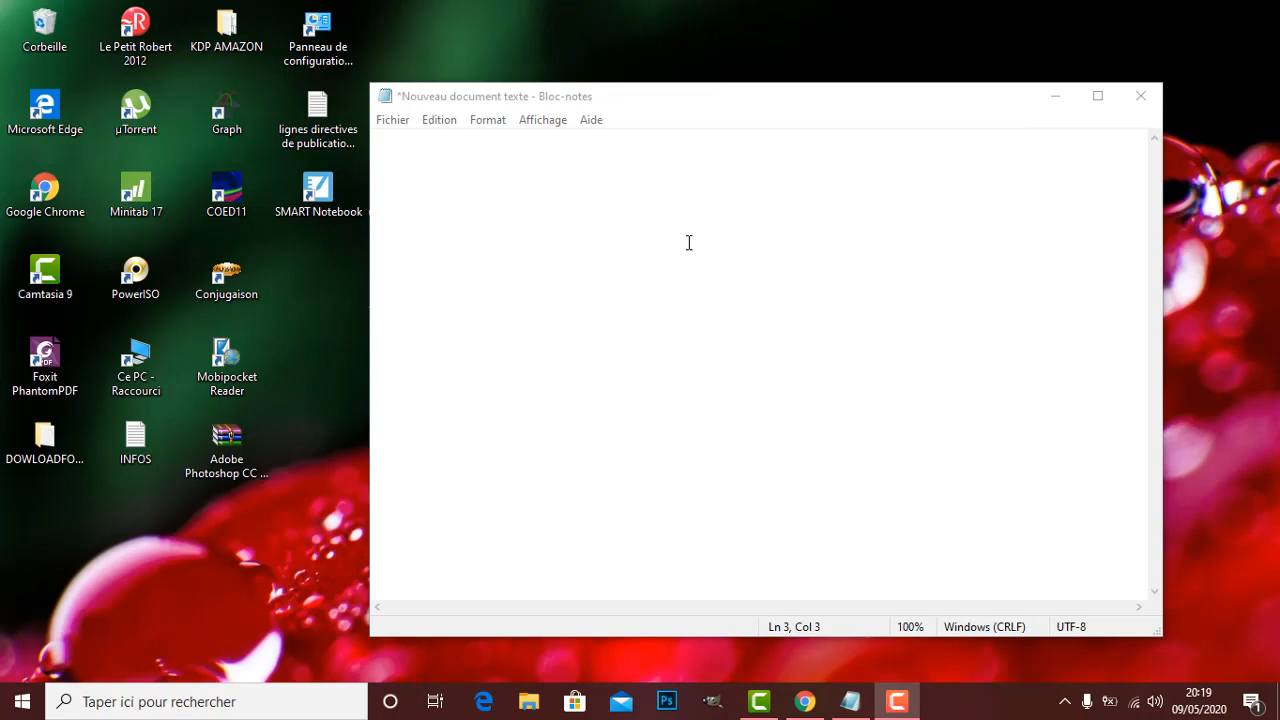 Corbeille
Le Petit Robert
2012
KDP AMAZON
Panneau de
configuratio...
Microsoft Edge
µTorrent
Graph
lignes directives
de publicatio...
Google Chrome
Minitab 17
COED11
SMART Notebook
Camtasia 9
PowerISO
Conjugaison
Foxit
PhantomPDF
Ce PC -
Raccourci
Mobipocket
Reader
DOWLOADFO...
INFOS
Adobe
Photoshop CC ...
*Nouveau document texte - Bloc-notes
Fichier Edition Format Affichage Aide
Ln 3, Col 3 100% Windows (CRLF) UTF-8
Taper ici pour rechercher
20:19
09/05/2020